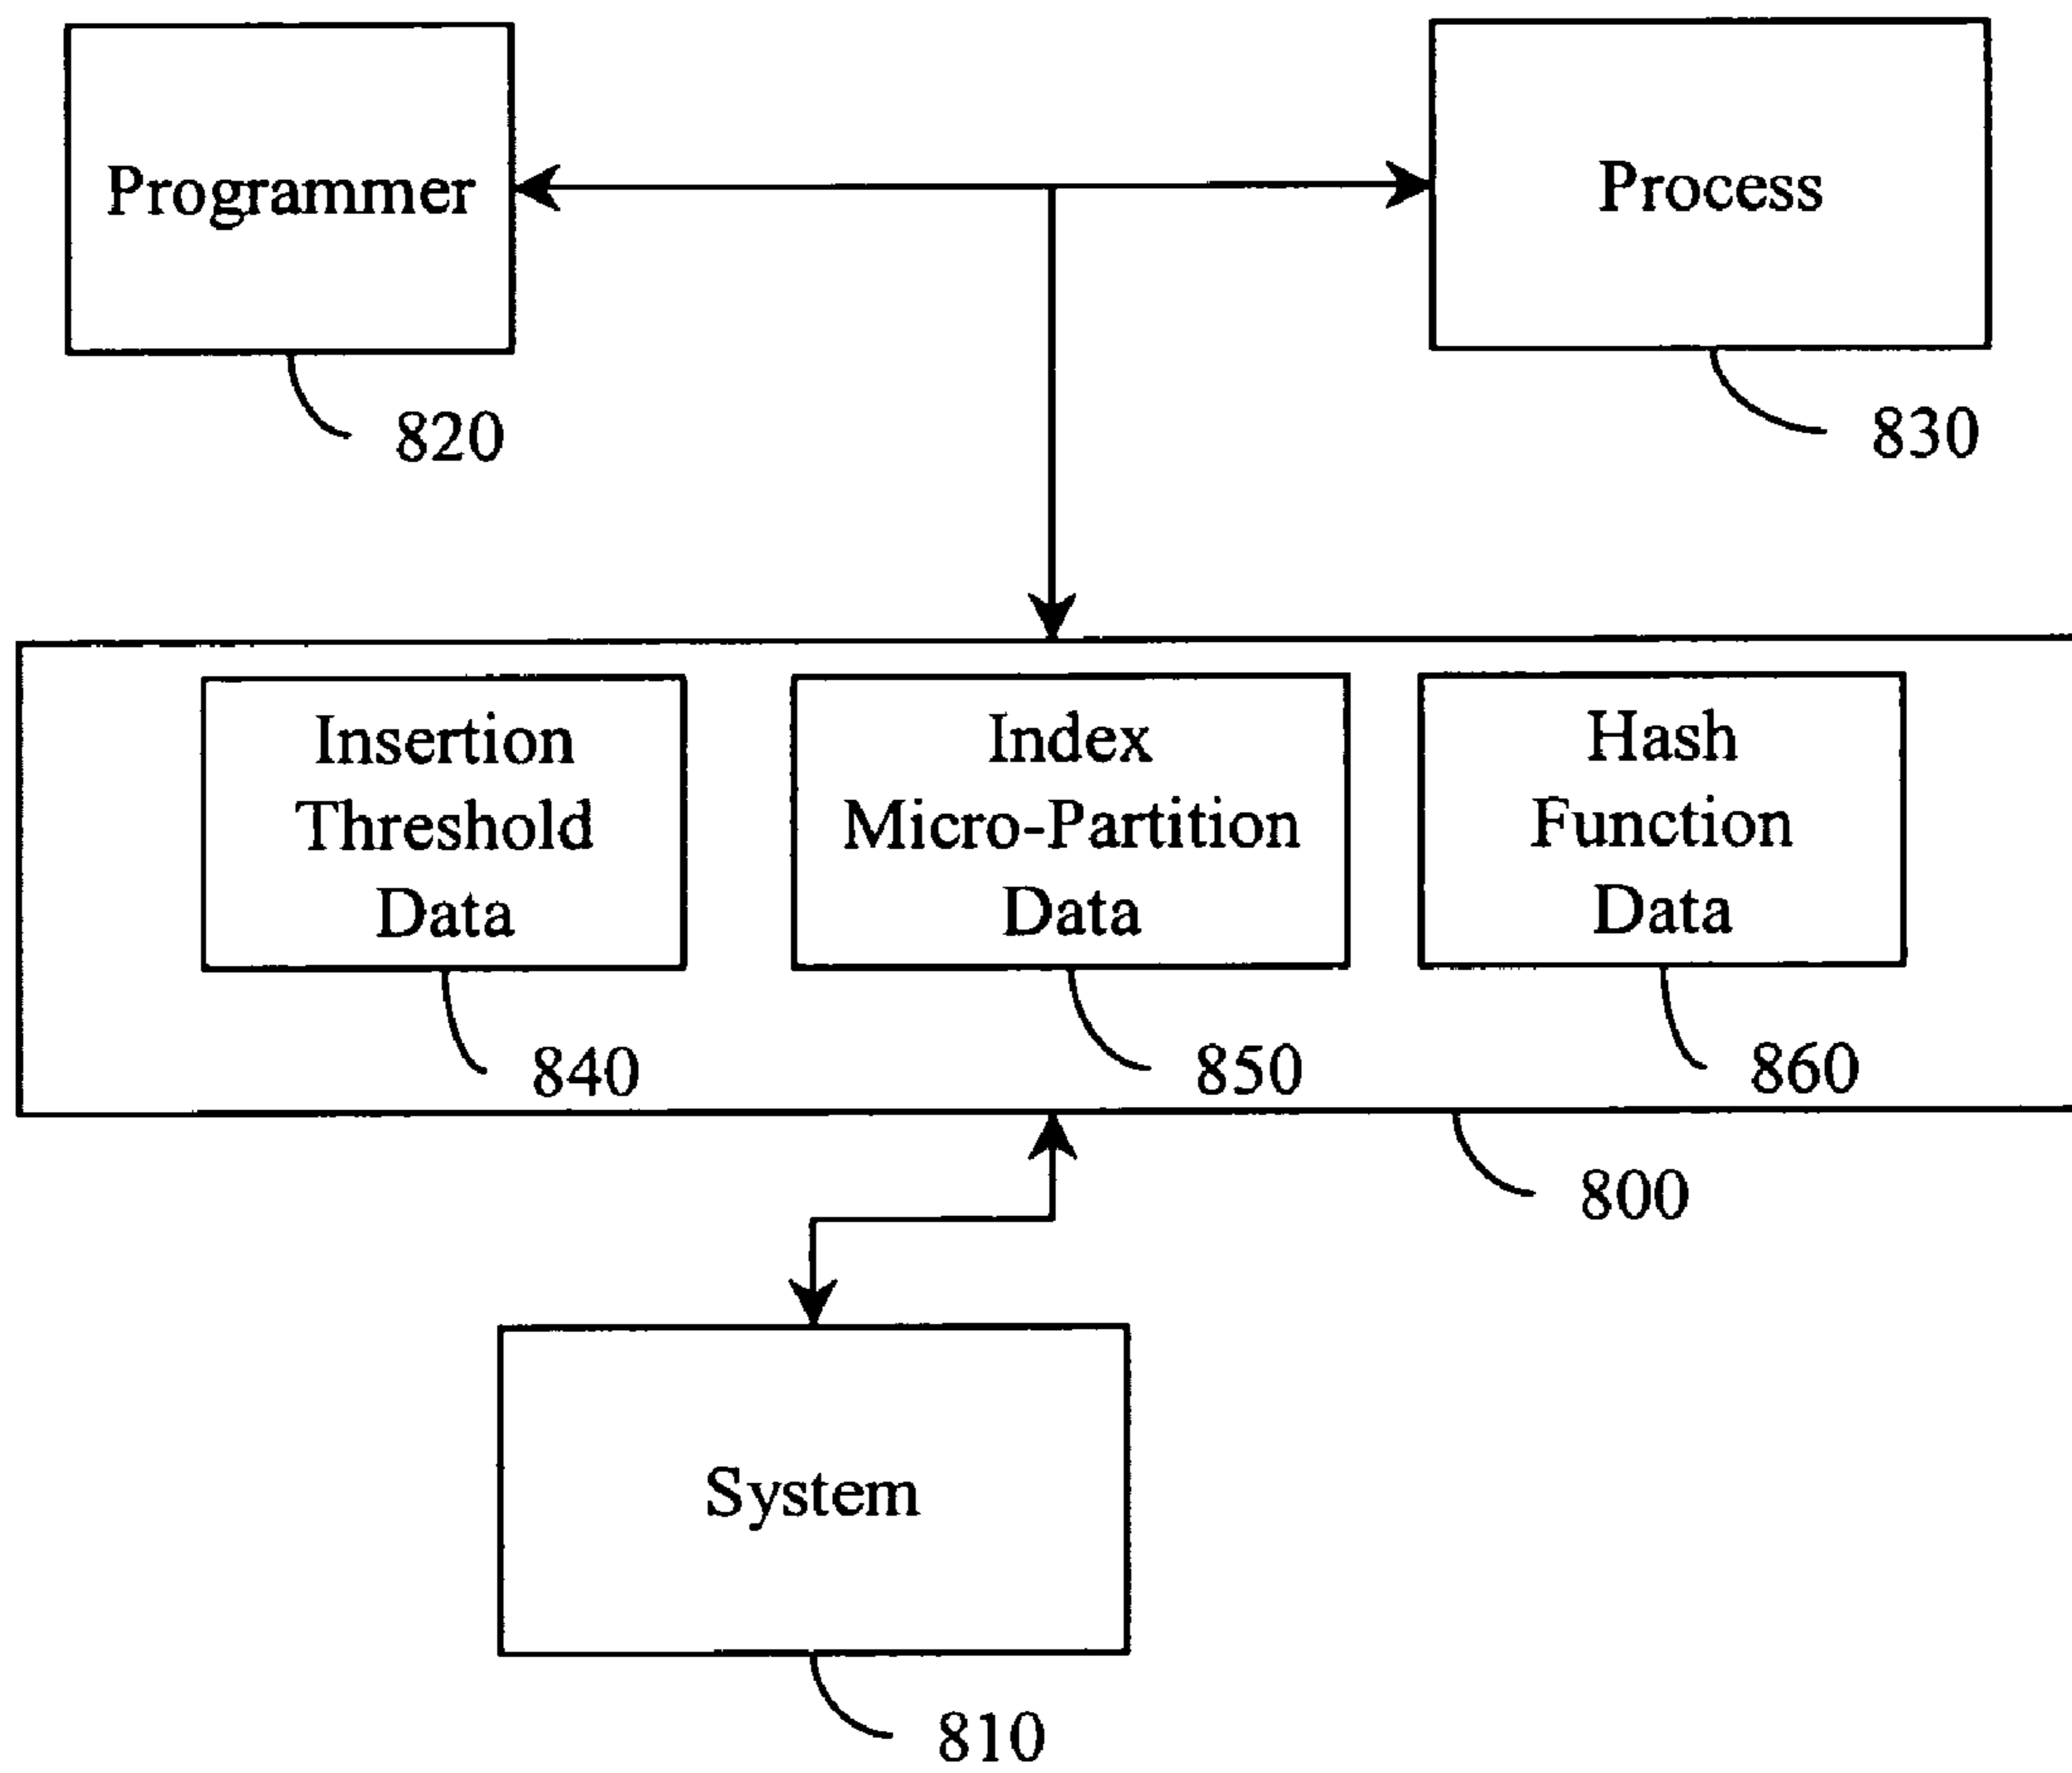 Programmer
Process
820
830
Insertion
Threshold
Data
Index
Micro-Partition
Data
Hash
Function
Data
840
850
860
800
System
810